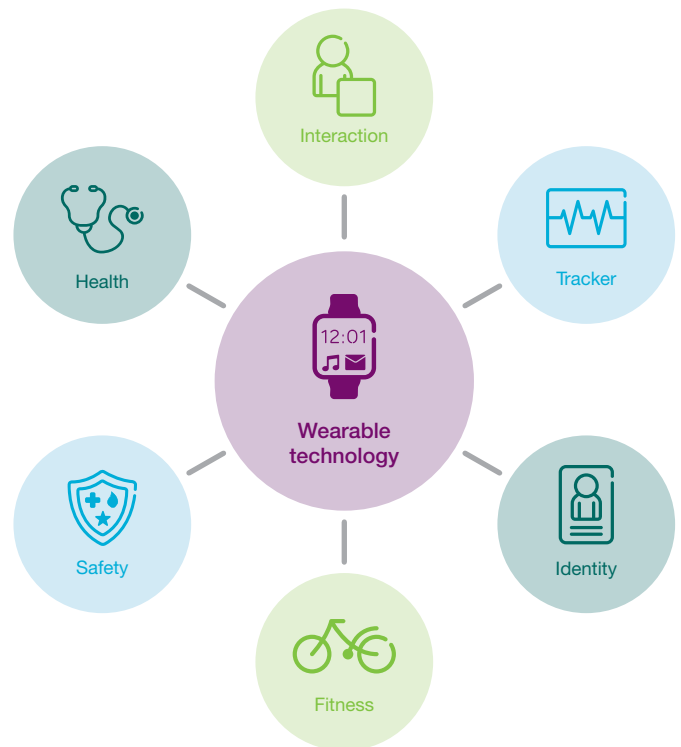 Interaction
Health
Tracker
12:01
Wearable
technology
Safety
Identity
Fitness